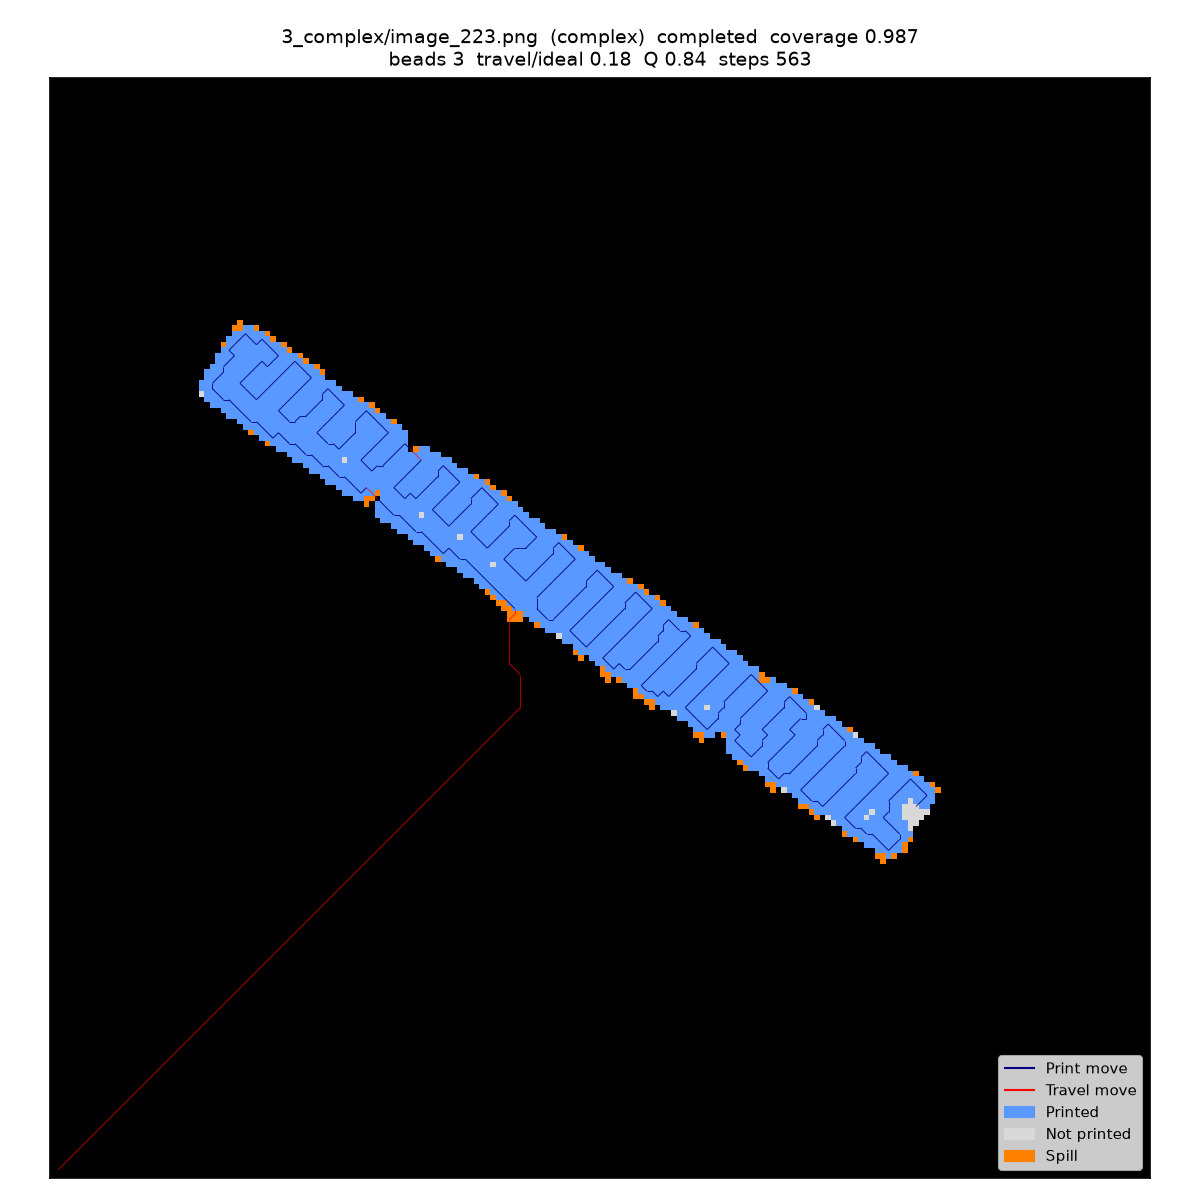 3_complex/image_223.png  (complex)  completed  coverage 0.987
beads 3  travel/ideal 0.18  Q 0.84  steps 563
Print move
Travel move
Printed
Not printed
Spill